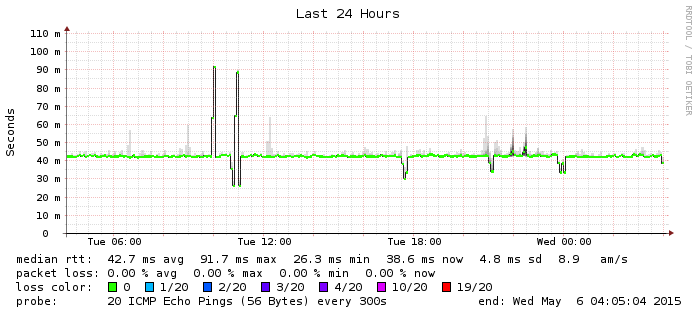 Last 24 Hours
RRDTOOL / TOBI OETIKER
Seconds
110 m
100 m
90 m
80 m
70 m
60 m
50 m
40 m
30 m
20 m
10 m
0
Tue 06:00 Tue 12:00 Tue 18:00 Wed 00:00
median rtt: 42.7 ms avg 91.7 ms max 26.3 ms min 38.6 ms now 4.8 ms sd 8.9 am/s
packet loss: 0.00 % avg 0.00 % max 0.00 % min 0.00 % now
loss color: 0 1/20 2/20 3/20 4/20 10/20 19/20
probe: 20 ICMP Echo Pings (56 Bytes) every 300s end: Wed May 6 04:05:04 2015